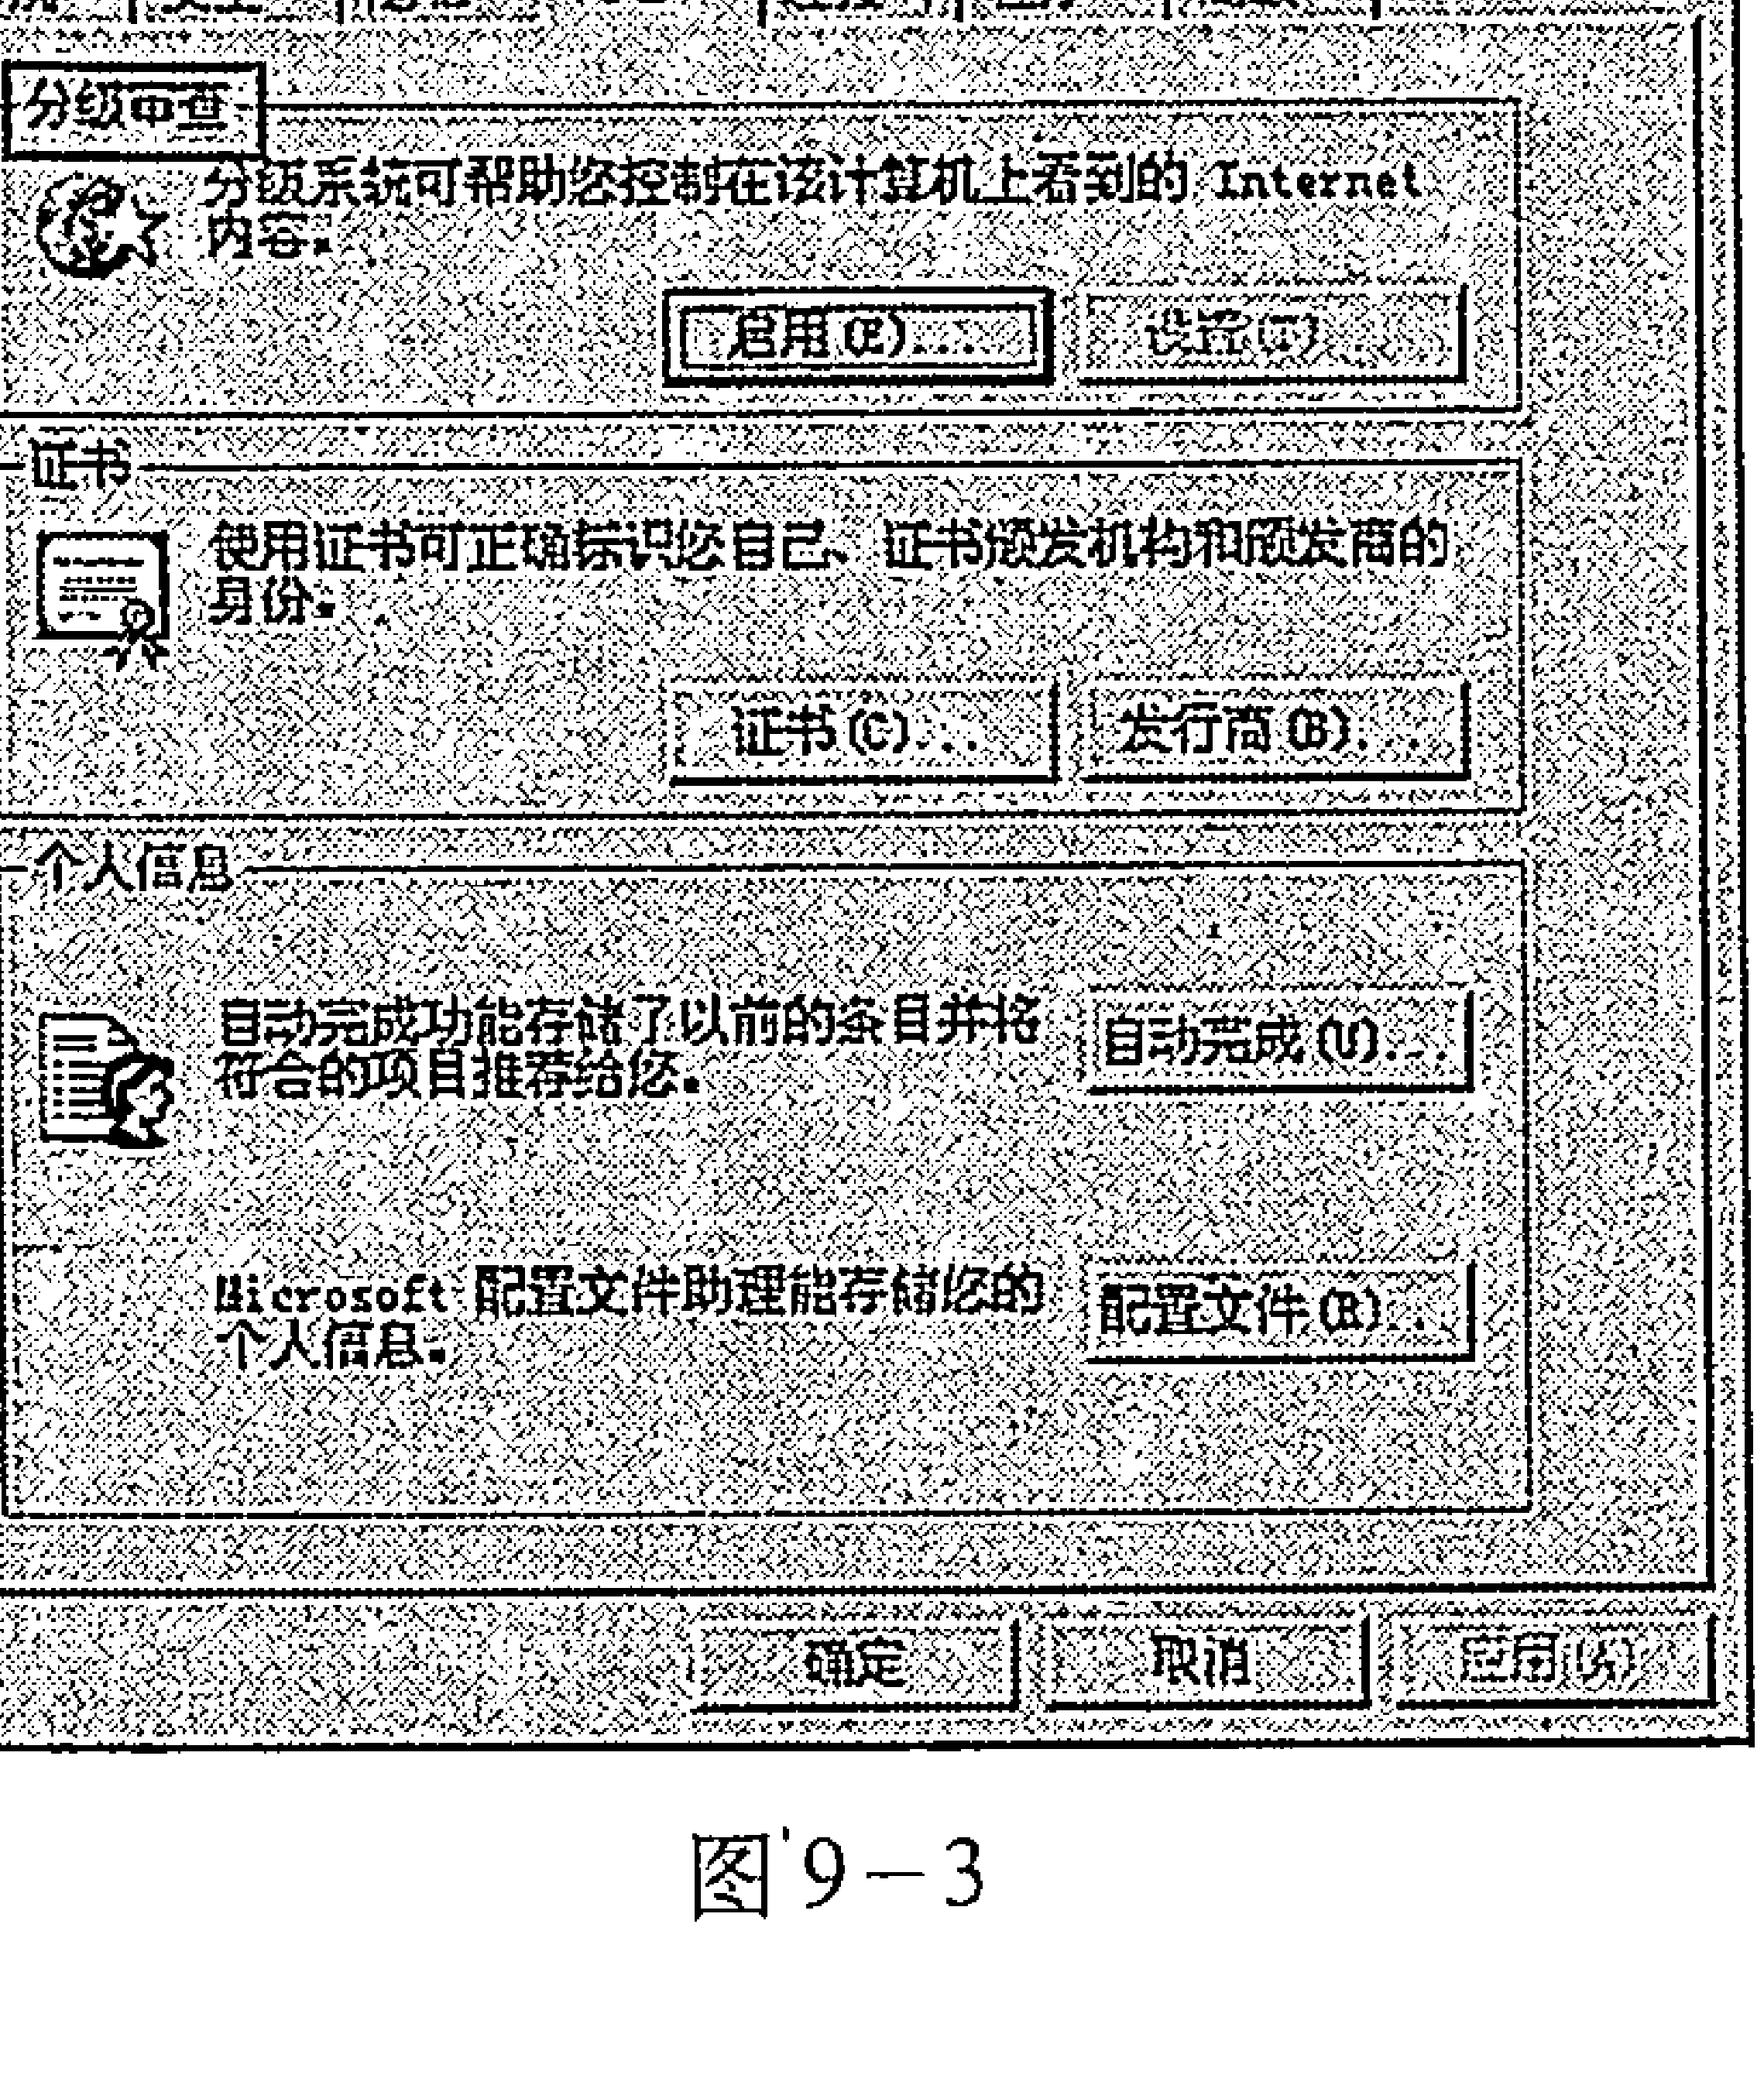 分级审查
分级系统可帮助您控制在该计算机上看到的 Internet
内容。
启用(E)... 设置(T)...
证书
使用证书可正确标识您自己、证书颁发机构和颁发商的
身份。
证书(C)... 发行商(B)...
个人信息
自动完成功能存储了以前的条目并将
符合的项目推荐给您。
自动完成(U)...
Microsoft 配置文件助理能存储您的
个人信息。
配置文件(R)...
确定 取消 应用(A)
图 9-3